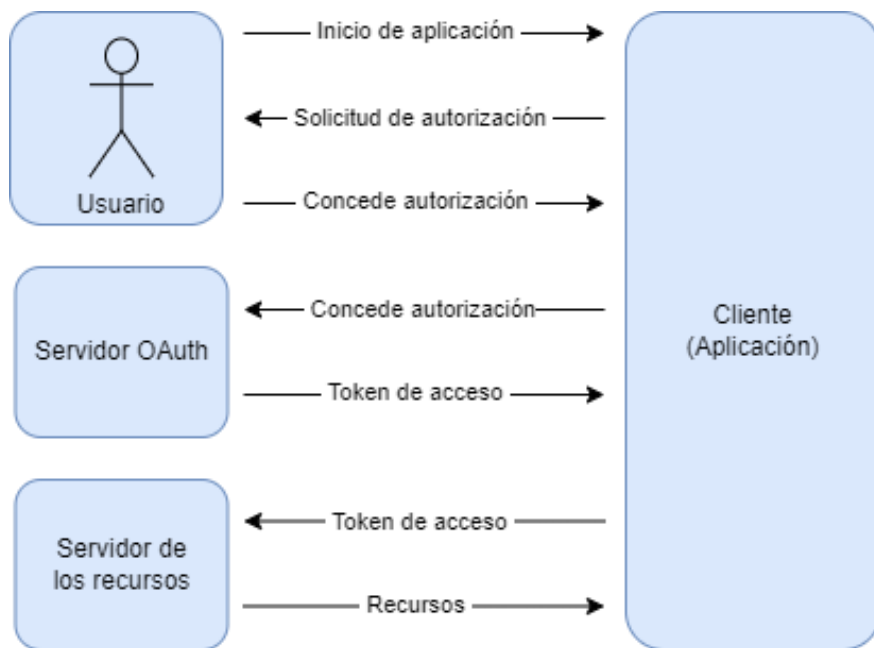 Inicio de aplicación
Solicitud de autorización
Concede autorización
Usuario
Concede autorización
Servidor OAuth
Token de acceso
Cliente
(Aplicación)
Token de acceso
Servidor de
los recursos
Recursos